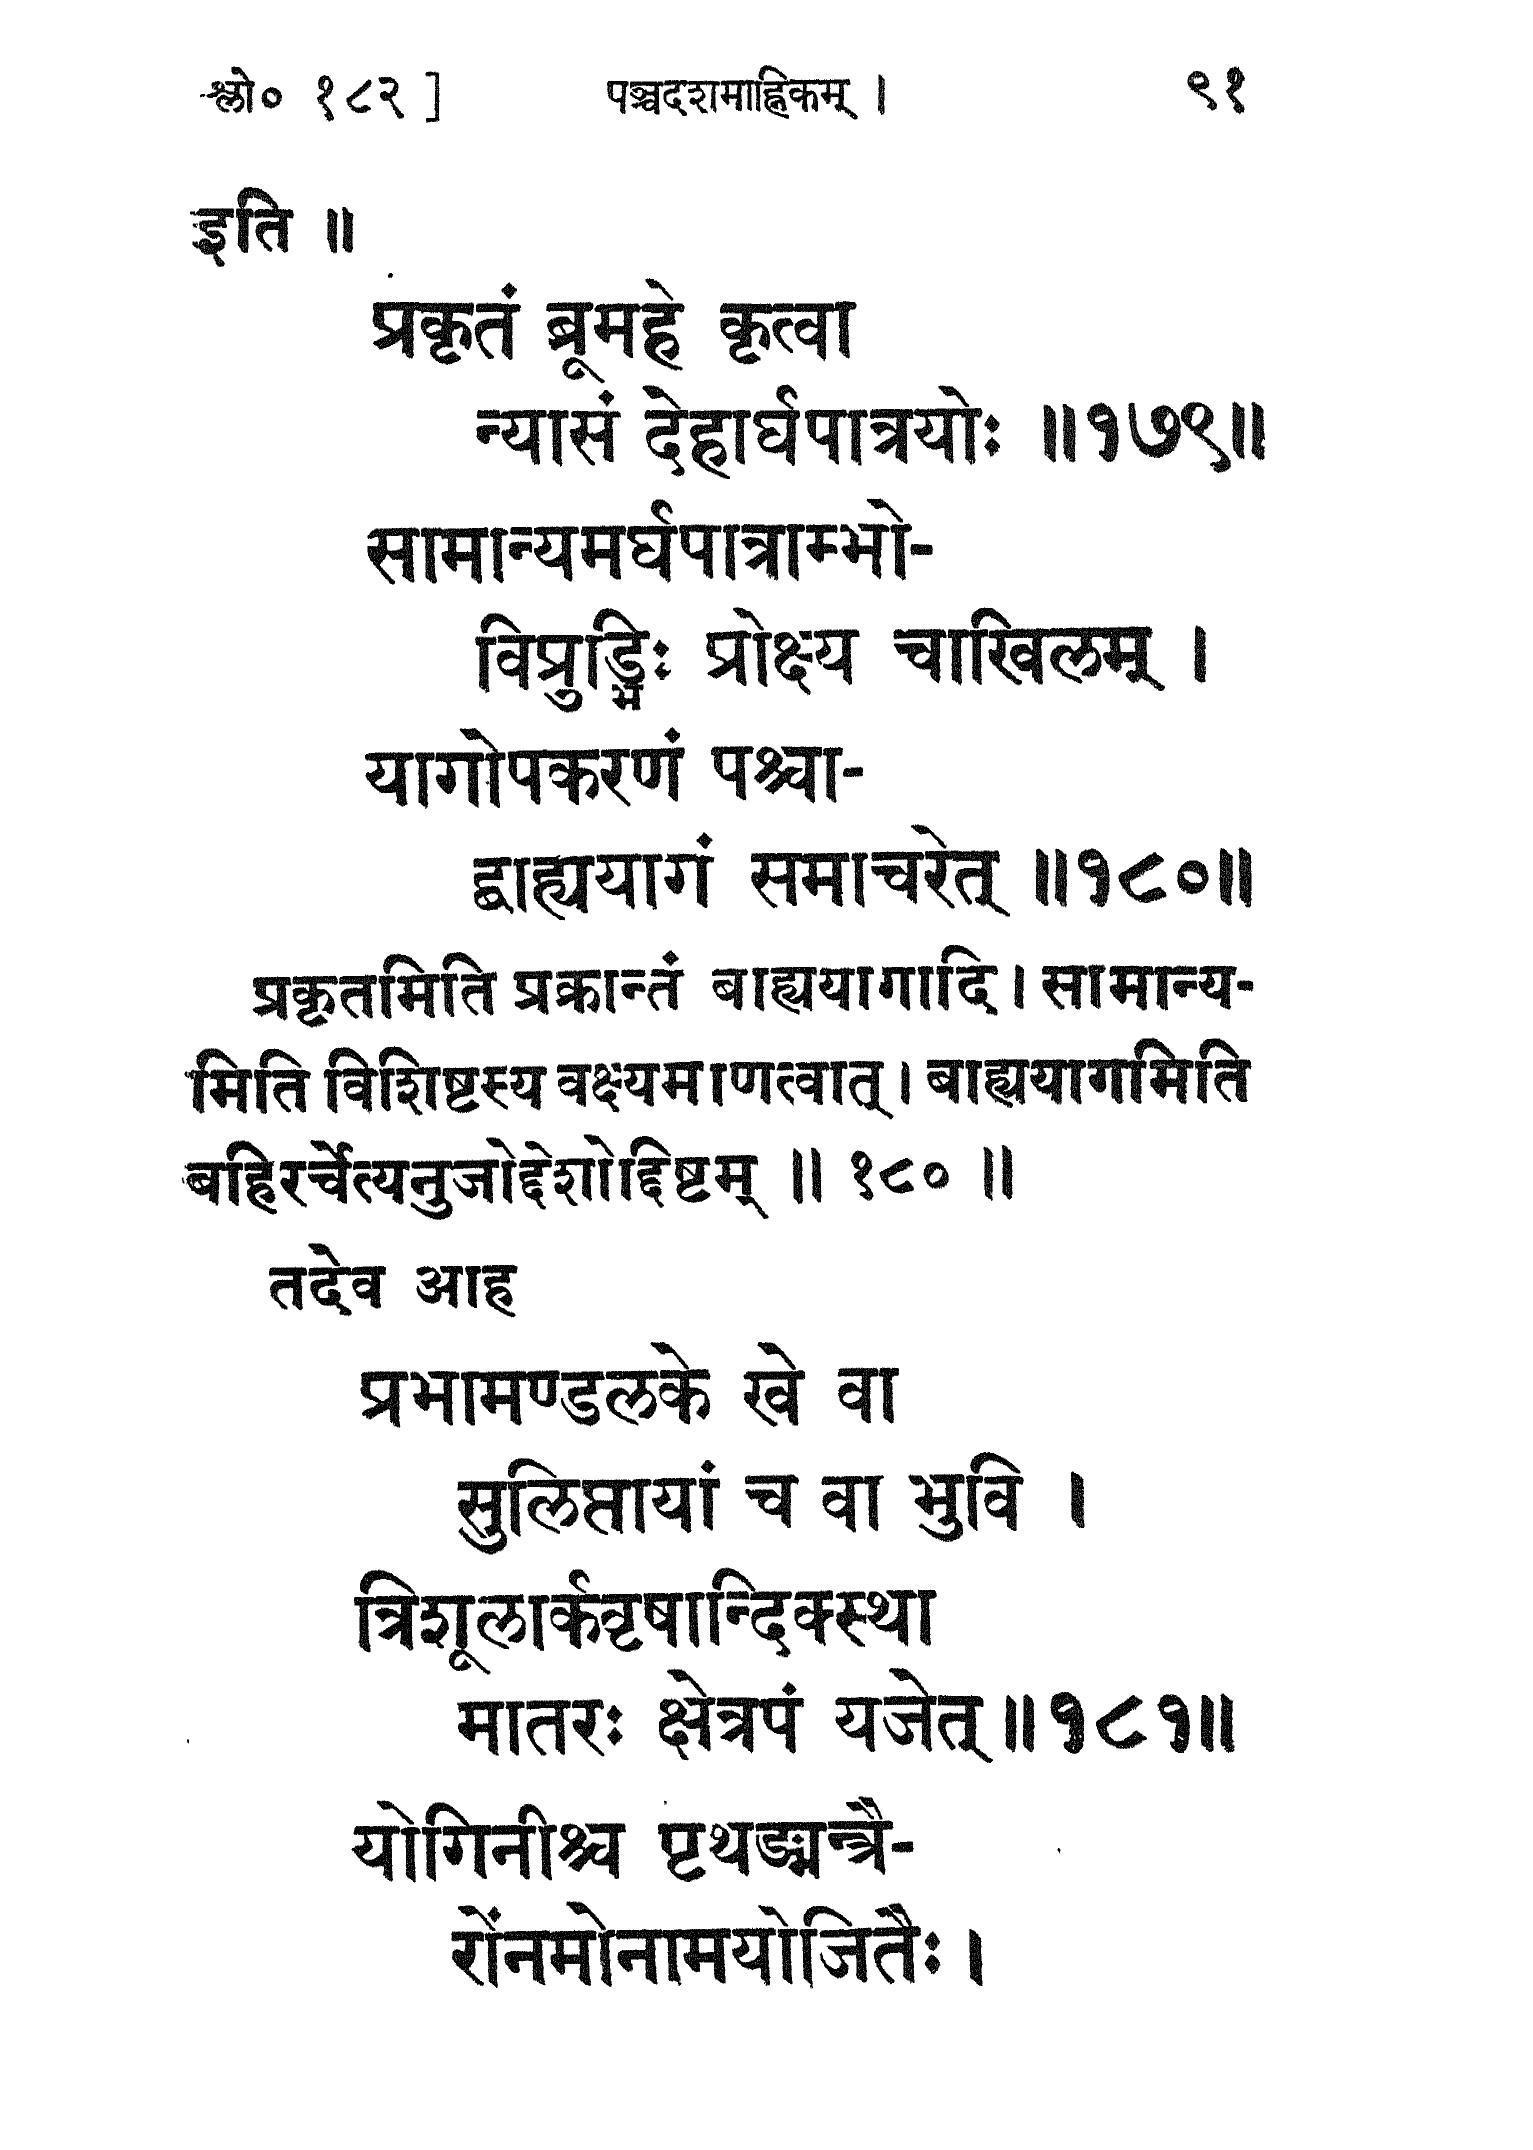 श्लो० १८२ ] पञ्चदशमाह्निकम् । ९१
इति ॥
प्रकृतं ब्रूमहे कृत्वा
न्यासं देहार्घपात्रयोः ॥१७९॥
सामान्यमर्घपात्राम्भो-
विप्रुड्भिः प्रोक्ष्य चाखिलम् ।
यागोपकरणं पश्चा-
द्बाह्ययागं समाचरेत् ॥१८०॥
प्रकृतमिति प्रक्रान्तं बाह्ययागादि । सामान्य-
मिति विशिष्टस्य वक्ष्यमाणत्वात् । बाह्ययागमिति
बहिरर्चेत्यनुजोद्देशोद्दिष्टम् ॥ १८० ॥
तदेव आह
प्रभामण्डलके खे वा
सुलिप्तायां च वा भुवि ।
त्रिशूलार्कवृषान्दिक्स्था
मातरः क्षेत्रपं यजेत् ॥१८१॥
योगिनीश्च पृथङ्मन्त्रै-
रोंनमोनामयोजितैः ।